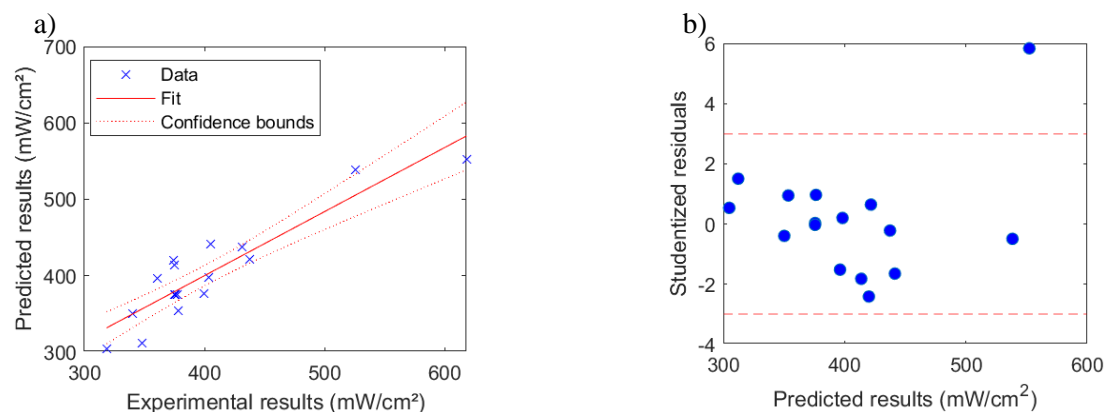 a)
700
600
500
400
300
Predicted results (mW/cm²)
Data
Fit
Confidence bounds
400
500
600
Experimental results (mW/cm²)
b)
6
4
2
0
-2
-4
Studentized residuals
300
400
500
600
Predicted results (mW/cm²)